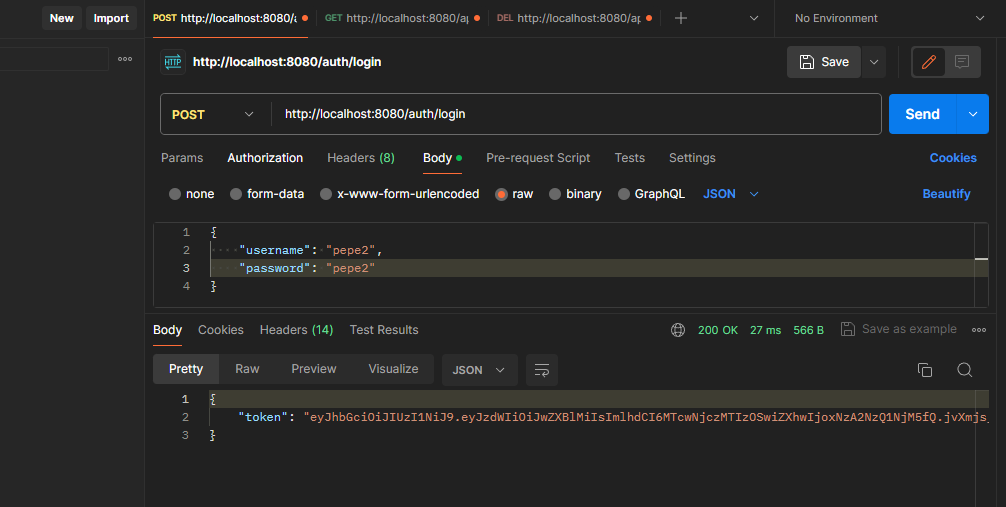 New Import POST http://localhost:8080/a GET http://localhost:8080/ap DEL http://localhost:8080/ap No Environment
HTTP http://localhost:8080/auth/login Save
POST http://localhost:8080/auth/login Send
Params Authorization Headers (8) Body Pre-request Script Tests Settings Cookies
none form-data x-www-form-urlencoded raw binary GraphQL JSON Beautify
1 {
2 "username": "pepe2",
3 "password": "pepe2"
4 }
Body Cookies Headers (14) Test Results 200 OK 27 ms 566 B Save as example
Pretty Raw Preview Visualize JSON
1 {
2 "token": "eyJhbGciOiJIUzI1NiJ9.eyJzdWIiOiJwZXBlMiIsImlhdCI6MTcwNjczMTIzOSwiZXhwIjoxNzA2NzQ1NjM5fQ.jvXmjs_
3 }